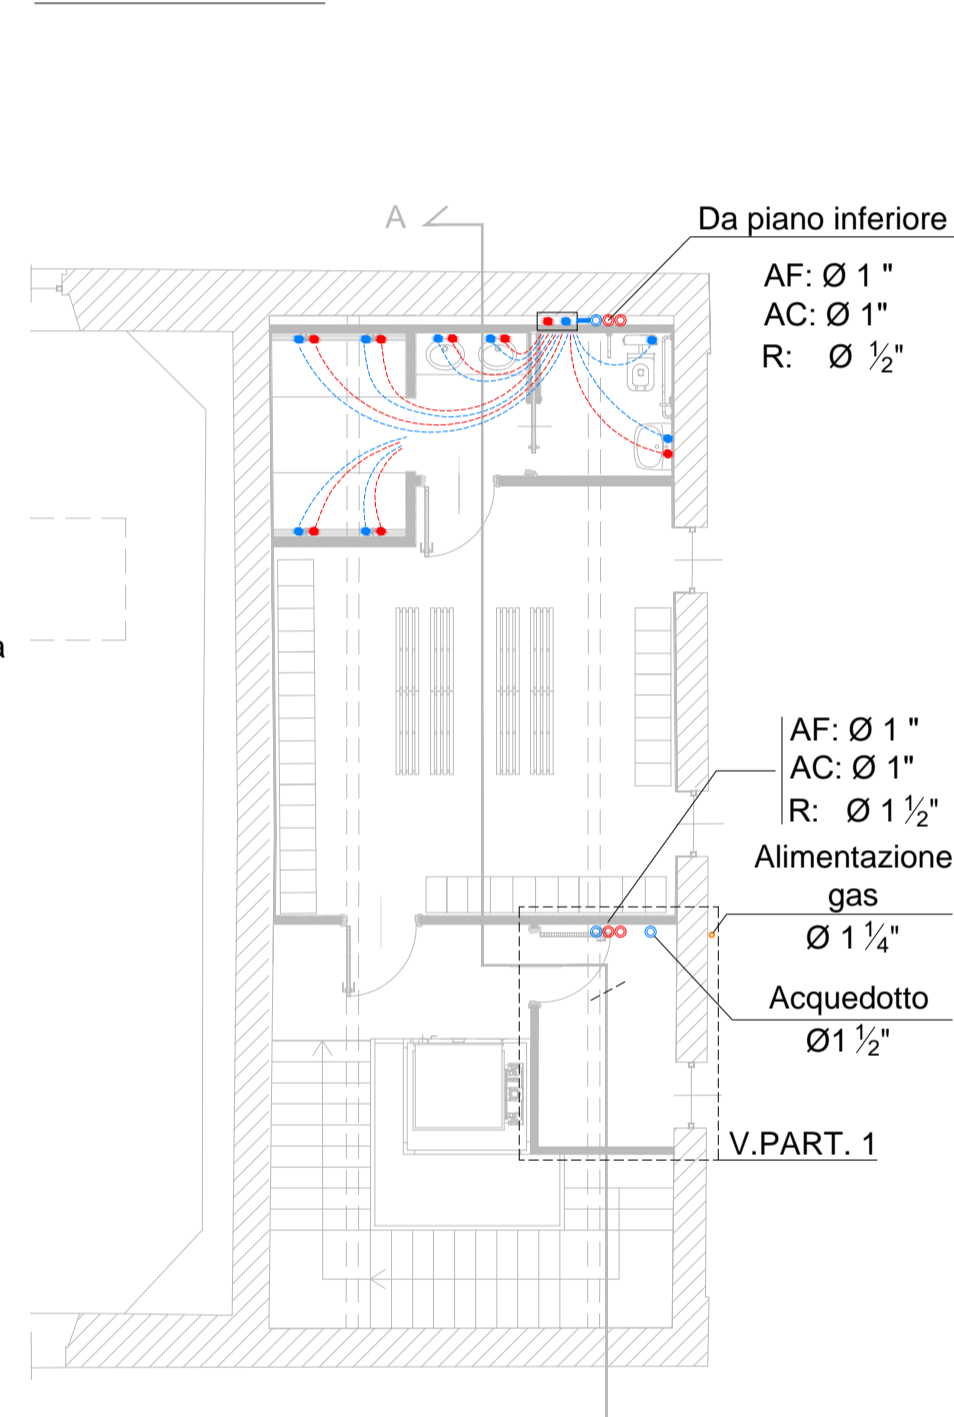 A
Da piano inferiore
AF: Ø 1 "
AC: Ø 1"
R: Ø ½"
AF: Ø 1 "
AC: Ø 1"
R: Ø 1 ½"
Alimentazione
gas
Ø 1 ¼"
Acquedotto
Ø1 ½"
V.PART. 1